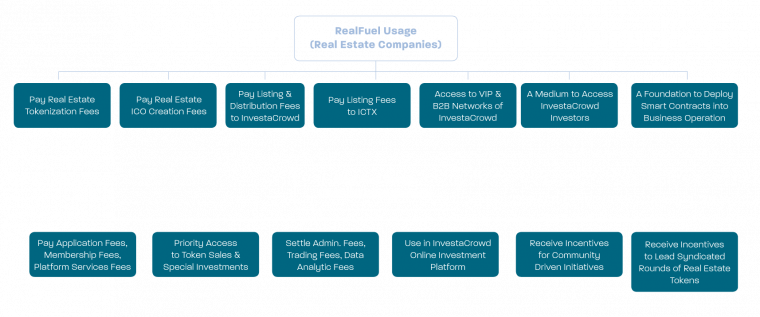 RealFuel Usage
(Real Estate Companies)
Pay Real Estate
Tokenization Fees
Pay Real Estate
ICO Creation Fees
Pay Listing &
Distribution Fees
to InvestaCrowd
Pay Listing Fees
to ICTX
Access to VIP &
B2B Networks of
InvestaCrowd
A Medium to Access
InvestaCrowd
Investors
A Foundation to Deploy
Smart Contracts into
Business Operation
Pay Application Fees,
Membership Fees,
Platform Services Fees
Priority Access
to Token Sales &
Special Investments
Settle Admin. Fees,
Trading Fees, Data
Analytic Fees
Use in InvestaCrowd
Online Investment
Platform
Receive Incentives
for Community
Driven Initiatives
Receive Incentives
to Lead Syndicated
Rounds of Real Estate
Tokens